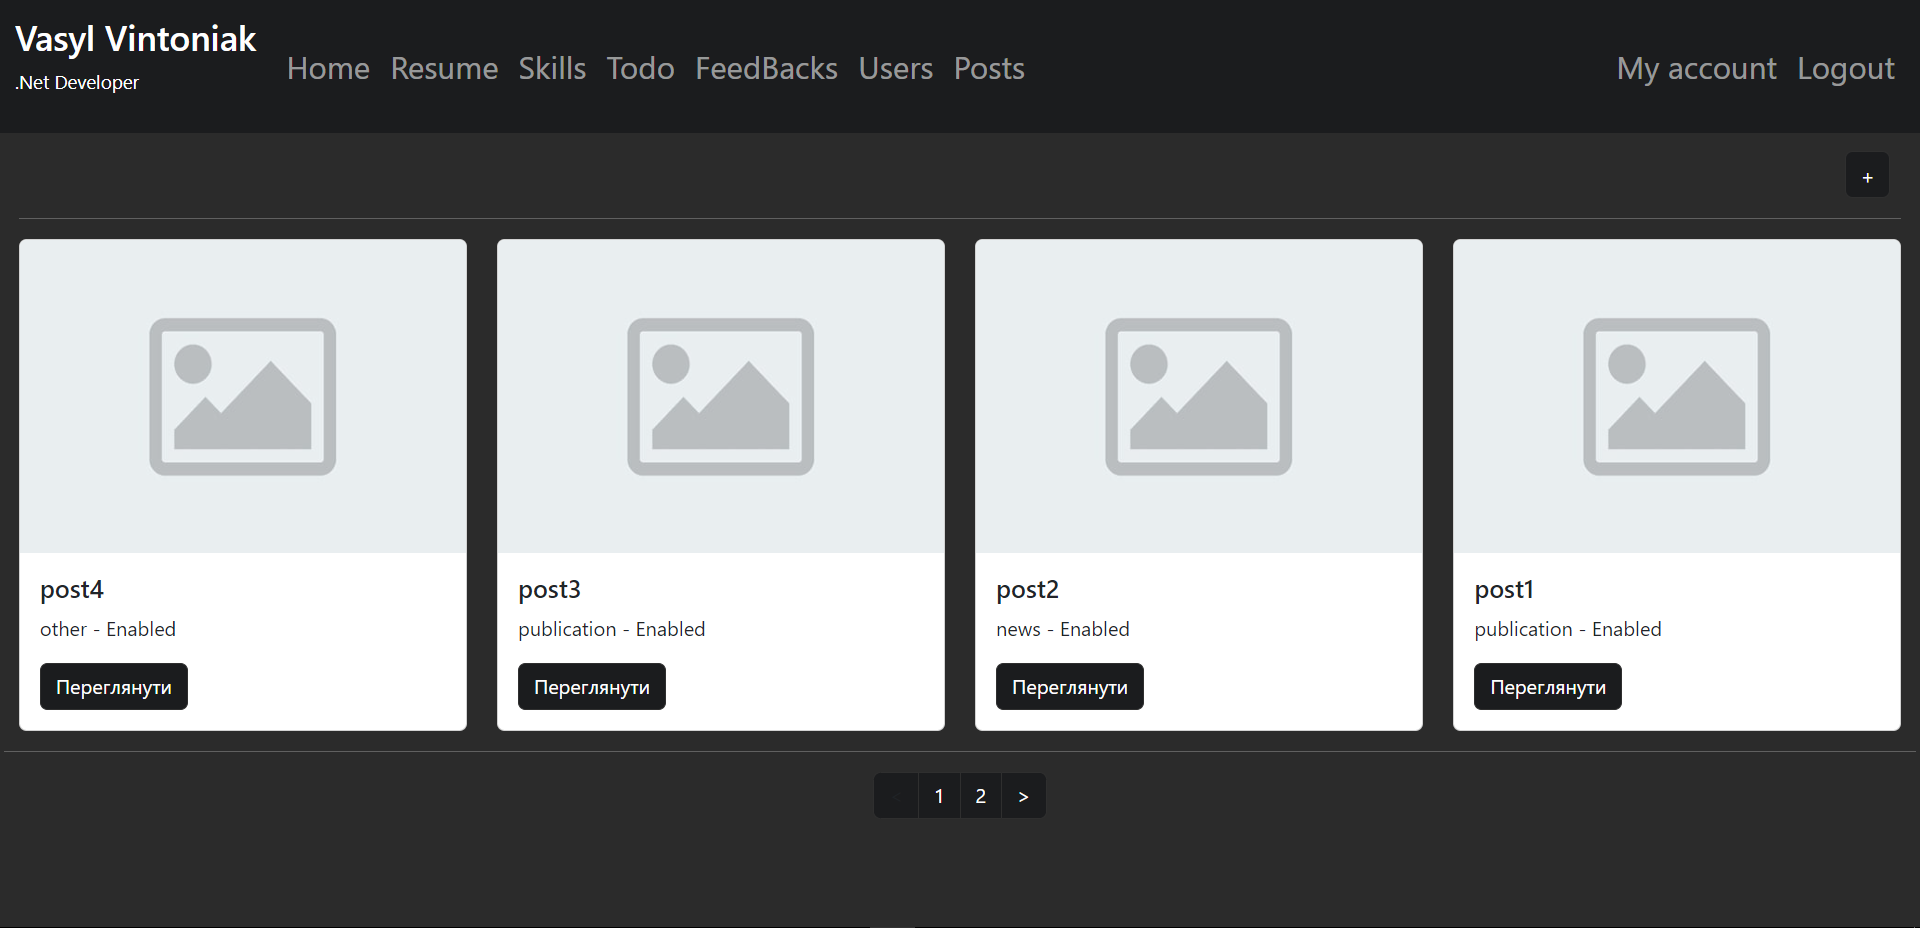 Vasyl Vintoniak
.Net Developer
Home Resume Skills Todo FeedBacks Users Posts My account Logout
+
post4
other - Enabled
Переглянути
post3
publication - Enabled
Переглянути
post2
news - Enabled
Переглянути
post1
publication - Enabled
Переглянути
< 1 2 >